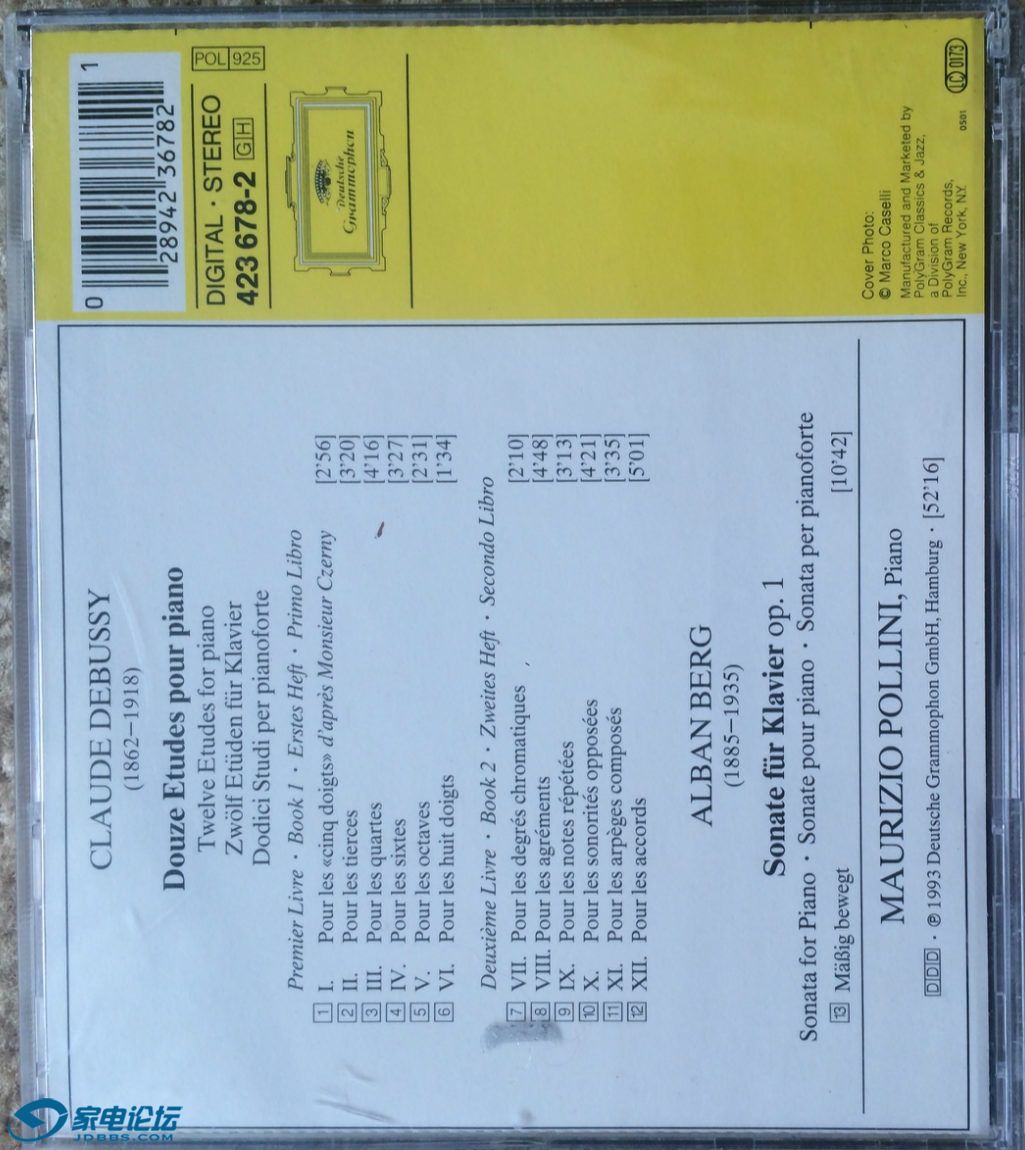 CLAUDE DEBUSSY
(1862–1918)
Douze Etudes pour piano
Twelve Etudes for piano
Zwölf Etüden für Klavier
Dodici Studi per pianoforte
Premier Livre · Book 1 · Erstes Heft · Primo Libro
1 I. Pour les «cinq doigts» d'après Monsieur Czerny [2'56]
2 II. Pour les tierces [3'20]
3 III. Pour les quartes [4'16]
4 IV. Pour les sixtes [3'27]
5 V. Pour les octaves [2'31]
6 VI. Pour les huit doigts [1'34]
Deuxième Livre · Book 2 · Zweites Heft · Secondo Libro
7 VII. Pour les degrés chromatiques [2'10]
8 VIII. Pour les agréments [4'48]
9 IX. Pour les notes répétées [3'13]
10 X. Pour les sonorités opposées [4'21]
11 XI. Pour les arpèges composés [3'35]
12 XII. Pour les accords [5'01]
ALBAN BERG
(1885–1935)
Sonate für Klavier op. 1
Sonata for Piano · Sonate pour piano · Sonata per pianoforte
13 Mäßig bewegt [10'42]
MAURIZIO POLLINI, Piano
DDD · ℗ 1993 Deutsche Grammophon GmbH, Hamburg · [52'16]
0 28942 36782 1
POL 925
DIGITAL · STEREO
423 678-2 GH
Deutsche
Grammophon
Cover Photo:
© Marco Caselli
Manufactured and Marketed by
PolyGram Classics & Jazz,
a Division of
PolyGram Records,
Inc., New York, NY.
0501
LC 0173
家电论坛
JDBBS.COM